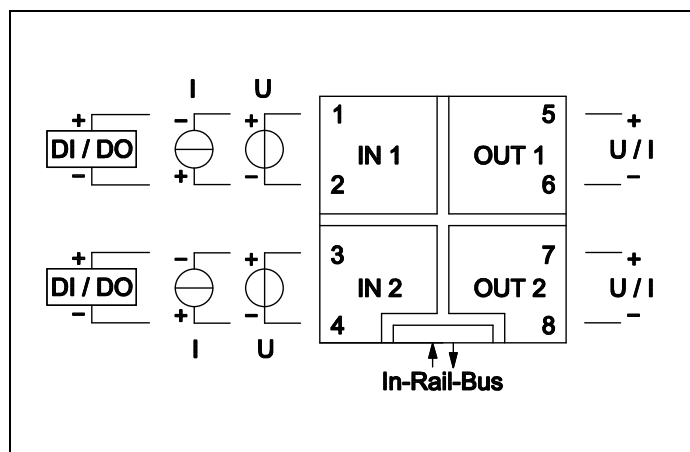 I U
+ - + 1 5 +
DI / DO IN 1 OUT 1 U / I
- + - 2 6 -
+ - + 3 7 +
DI / DO IN 2 OUT 2 U / I
- + - 4 8 -
I U
In-Rail-Bus